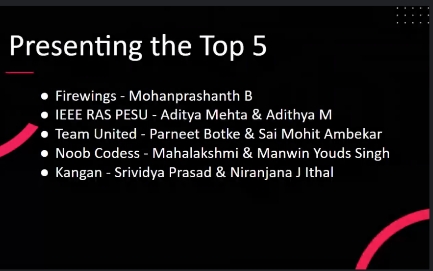 Presenting the Top 5
● Firewings - Mohanprashanth B
● IEEE RAS PESU - Aditya Mehta & Adithya M
● Team United - Parneet Botke & Sai Mohit Ambekar
● Noob Codess - Mahalakshmi & Manwin Youds Singh
● Kangan - Srividya Prasad & Niranjana J Ithal